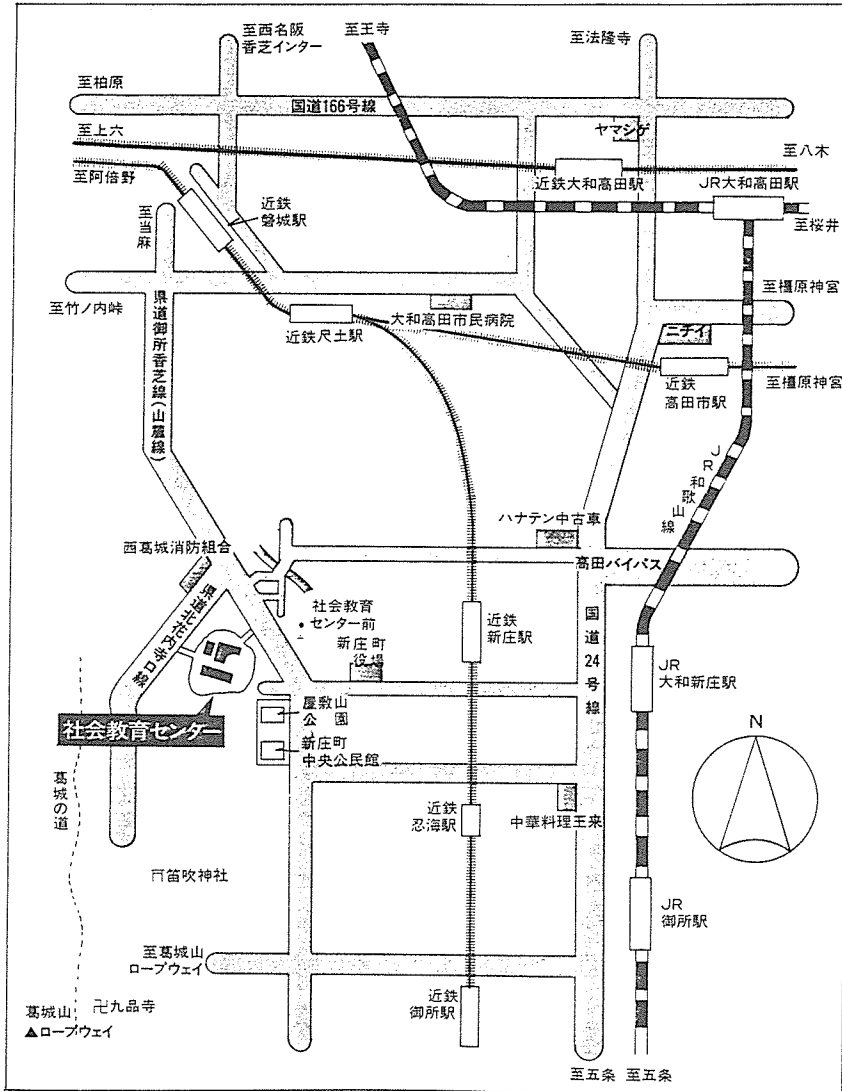 至西名阪
香芝インター
至王寺
至法隆寺
至柏原
国道166号線
ヤマシゲ
至上六
至八木
至阿倍野
近鉄大和高田駅
JR大和高田駅
近鉄
磐城駅
至当麻
至桜井
至竹ノ内峠
県道御所香芝線(山麓線)
近鉄尺土駅
大和高田市民病院
至橿原神宮
ニチイ
近鉄
高田市駅
至橿原神宮
JR和歌山線
ハナテン中古車
西葛城消防組合
高田バイパス
県道北花内寺口線
社会教育
センター前
新庄町
役場
近鉄
新庄駅
国道24号線
JR
大和新庄駅
屋敷山
公園
社会教育センター
新庄町
中央公民館
N
葛城の道
近鉄
忍海駅
中華料理王来
笛吹神社
JR
御所駅
至葛城山
ロープウェイ
近鉄
御所駅
葛城山
卍九品寺
▲ロープウェイ
至五条
至五条